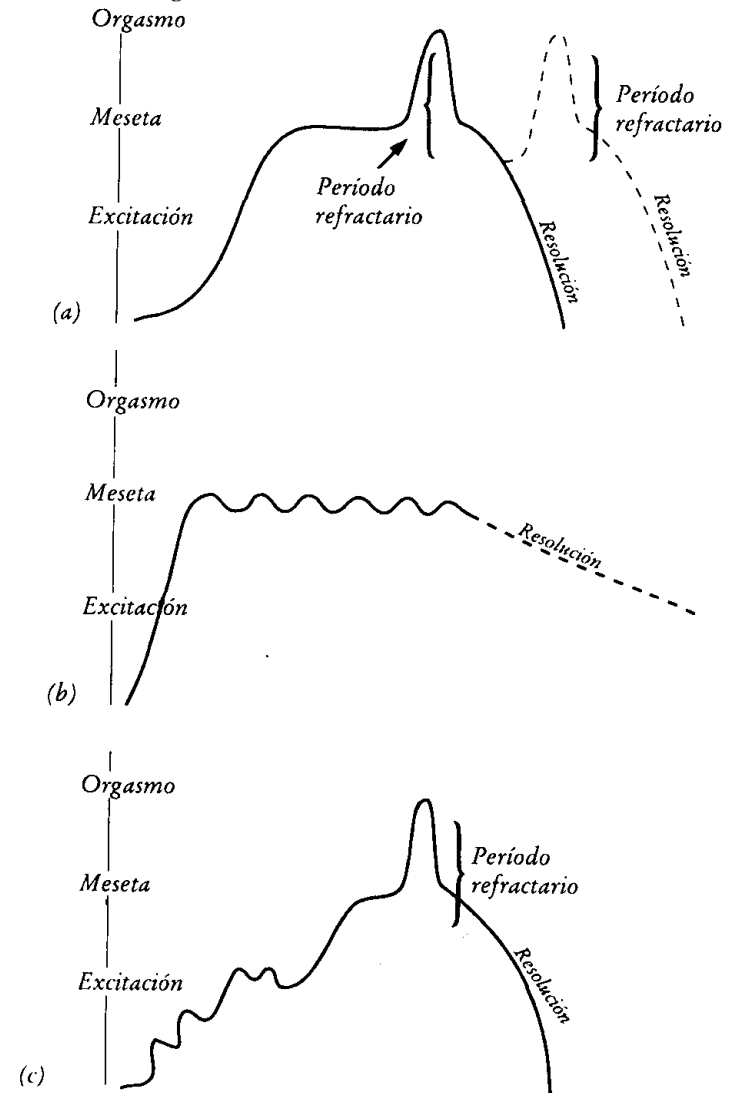 Orgasmo
Meseta
Excitación
(a)
Período
refractario
Resolución
Período
refractario
Resolución
Orgasmo
Meseta
Excitación
(b)
Resolución
Orgasmo
Meseta
Excitación
(c)
Período
refractario
Resolución